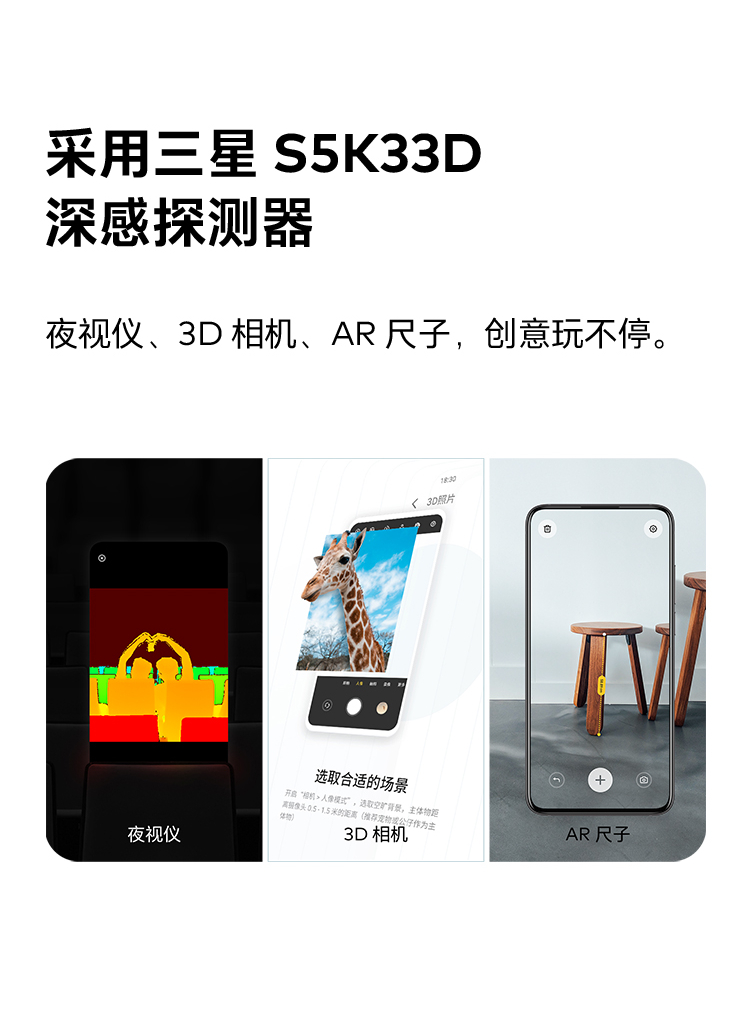 采用三星 S5K33D
深感探测器
夜视仪、3D 相机、AR 尺子，创意玩不停。
18:30
3D照片
选取合适的场景
开启“相机 > 人像模式”，选取空旷背景，主体物距
离摄像头 0.5 - 1.5 米的距离（推荐宠物或公仔作为主
体物）
夜视仪
3D 相机
AR 尺子